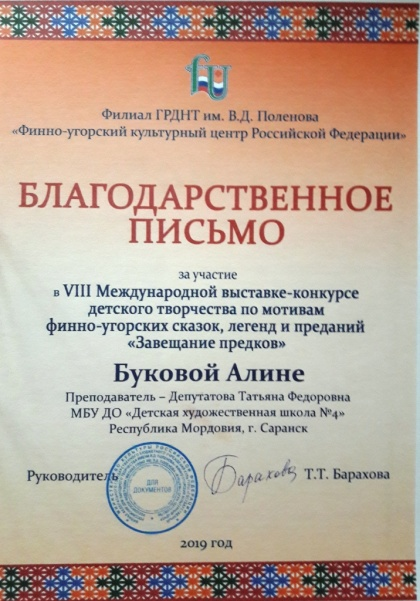 fu
Филиал ГРДНТ им. В.Д. Поленова
«Финно-угорский культурный центр Российской Федерации»
БЛАГОДАРСТВЕННОЕ
ПИСЬМО
за участие
в VIII Международной выставке-конкурсе
детского творчества по мотивам
финно-угорских сказок, легенд и преданий
«Завещание предков»
Буковой Алине
Преподаватель – Депутатова Татьяна Федоровна
МБУ ДО «Детская художественная школа №4»
Республика Мордовия, г. Саранск
Руководитель Барахова Т.Т. Барахова
ДЛЯ
ДОКУМЕНТОВ
2019 год